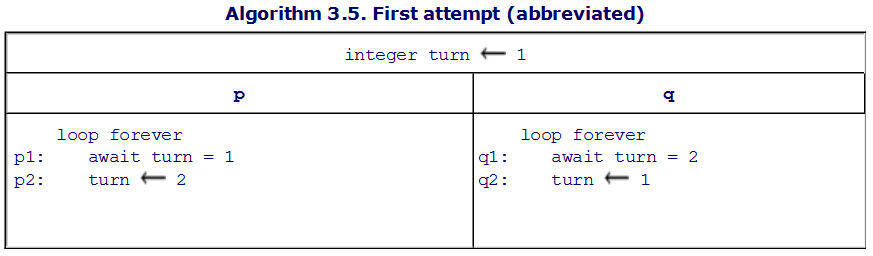 Algorithm 3.5. First attempt (abbreviated)
integer turn ← 1
p
q
loop forever
p1: await turn = 1
p2: turn ← 2
loop forever
q1: await turn = 2
q2: turn ← 1